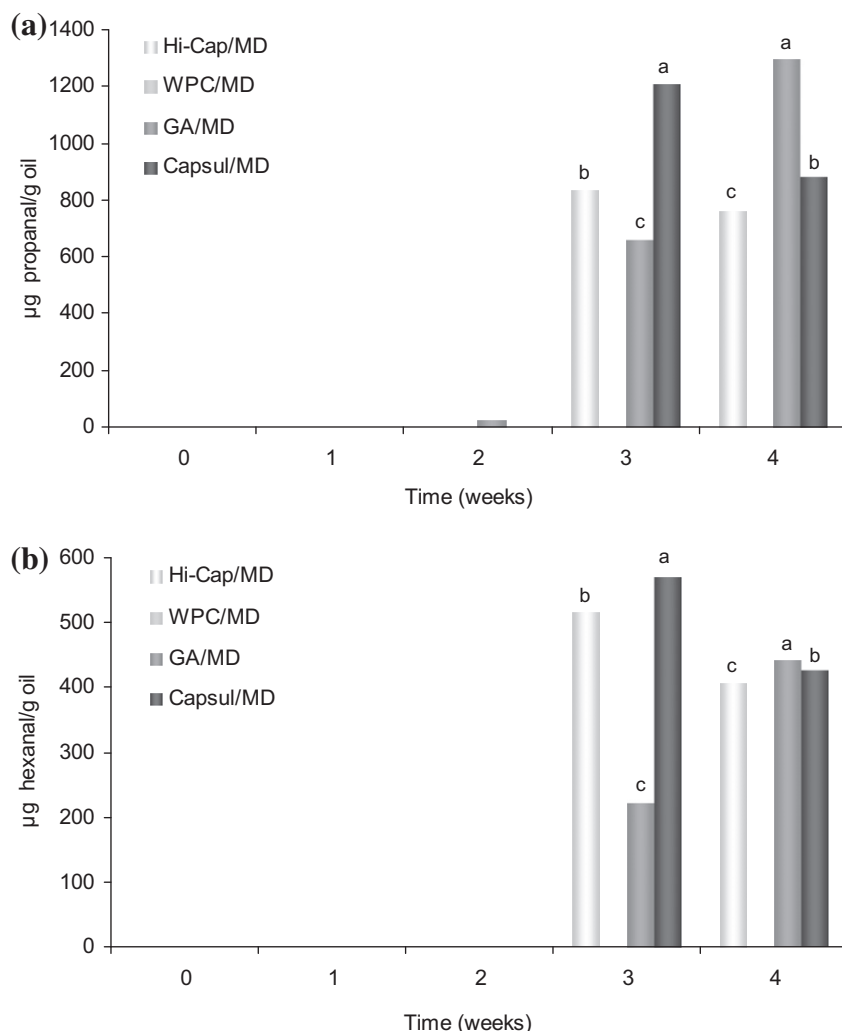 (a)
1400
1200
1000
800
600
400
200
0
µg propanal/g oil
Hi-Cap/MD
WPC/MD
GA/MD
Capsul/MD
b
c
a
c
a
b
0 1 2 3 4
Time (weeks)
(b)
600
500
400
300
200
100
0
µg hexanal/g oil
Hi-Cap/MD
WPC/MD
GA/MD
Capsul/MD
b
c
a
c
a
b
0 1 2 3 4
Time (weeks)